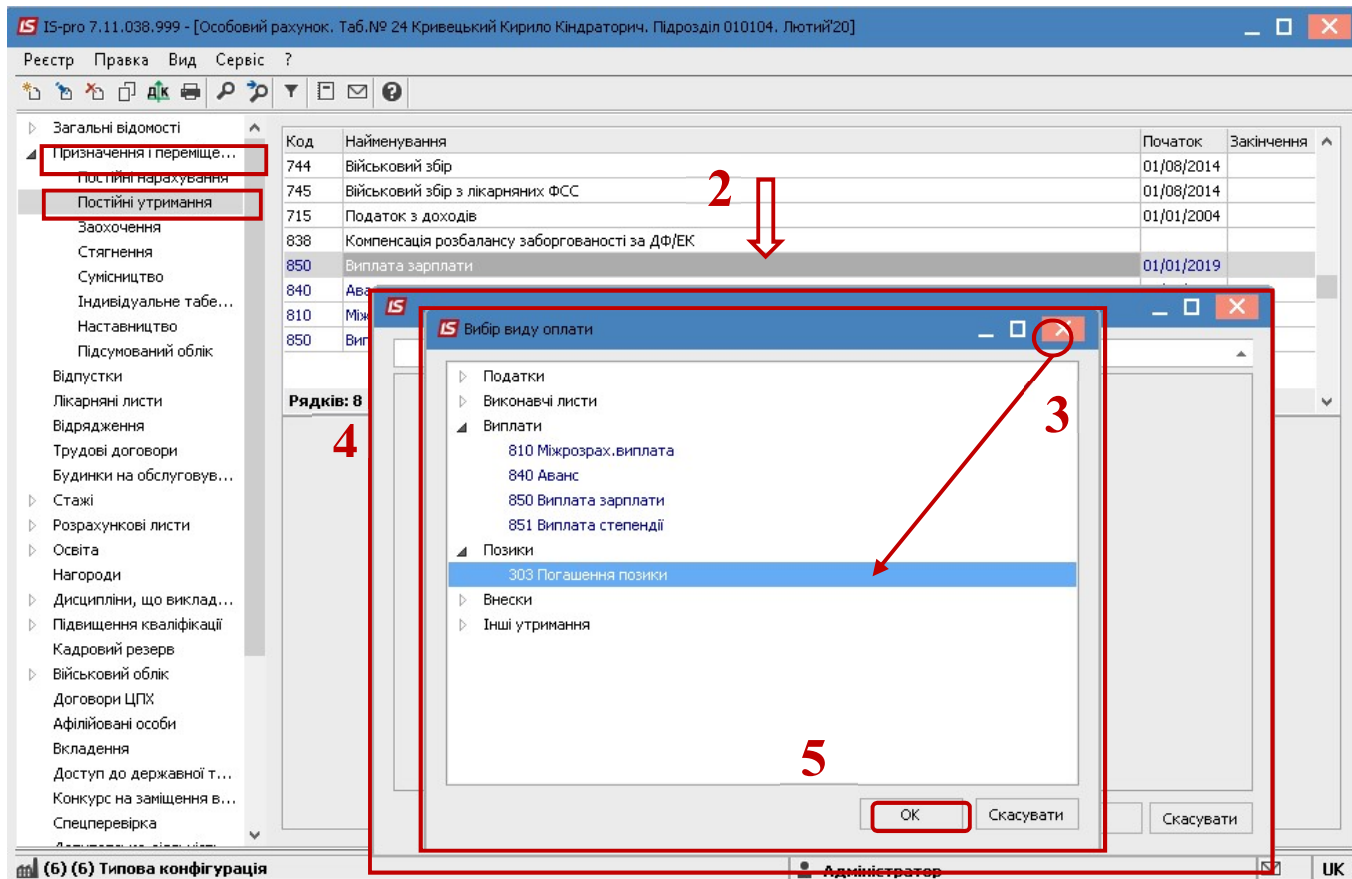 IS-pro 7.11.038.999 - [Особовий рахунок. Таб.№ 24 Кривецький Кирило Кіндраторич. Підрозділ 010104. Лютий'20]
Реєстр Правка Вид Сервіс ?
Загальні відомості
Призначення і переміще...
Постійні нарахування
Постійні утримання
Заохочення
Стягнення
Сумісництво
Індивідуальне табе...
Наставництво
Підсумований облік
Відпустки
Лікарняні листи
Відрядження
Трудові договори
Будинки на обслуговув...
Стажі
Розрахункові листи
Освіта
Нагороди
Дисципліни, що виклад...
Підвищення кваліфікації
Кадровий резерв
Військовий облік
Договори ЦПХ
Афілійовані особи
Вкладення
Доступ до державної т...
Конкурс на заміщення в...
Спецперевірка
Код Найменування Початок Закінчення
744 Військовий збір 01/08/2014
745 Військовий збір з лікарняних ФСС 01/08/2014
715 Податок з доходів 01/01/2004
838 Компенсація розбалансу заборгованості за ДФ/ЕК
850 Виплата зарплати 01/01/2019
840 Ава
810 Між
850 Вип
Рядків: 8
2
3
4
5
Вибір виду оплати
Податки
Виконавчі листи
Виплати
810 Міжрозрах.виплата
840 Аванс
850 Виплата зарплати
851 Виплата степендії
Позики
303 Погашення позики
Внески
Інші утримання
OK Скасувати
Скасувати
(6) (6) Типова конфігурація Адміністратор UK